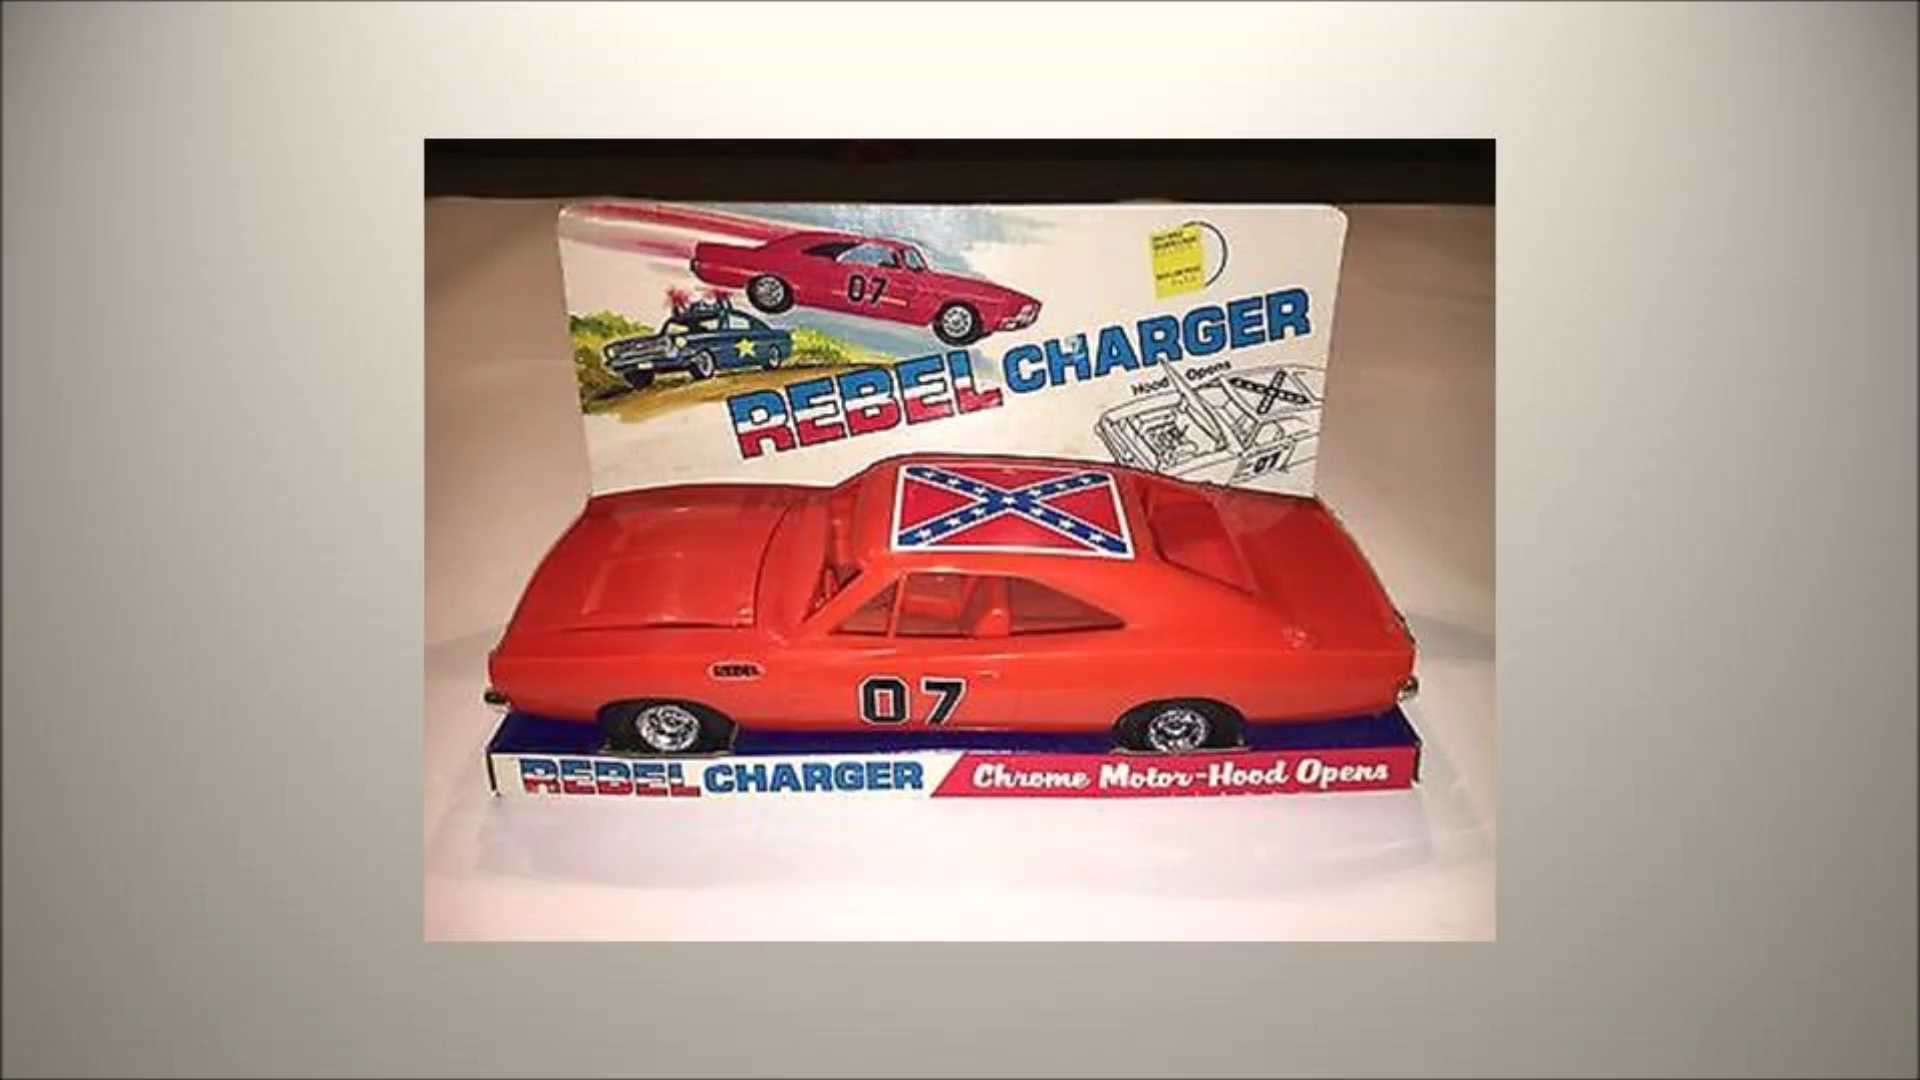 07
REBEL CHARGER
Hood Opens
07
REBEL
07
REBEL CHARGER
Chrome Motor-Hood Opens